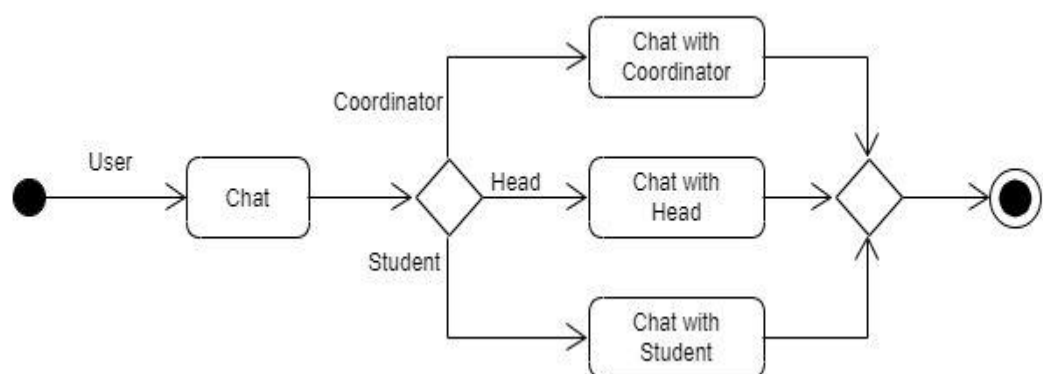 Chat with
Coordinator
Coordinator
User
Chat
Head
Chat with
Head
Student
Chat with
Student